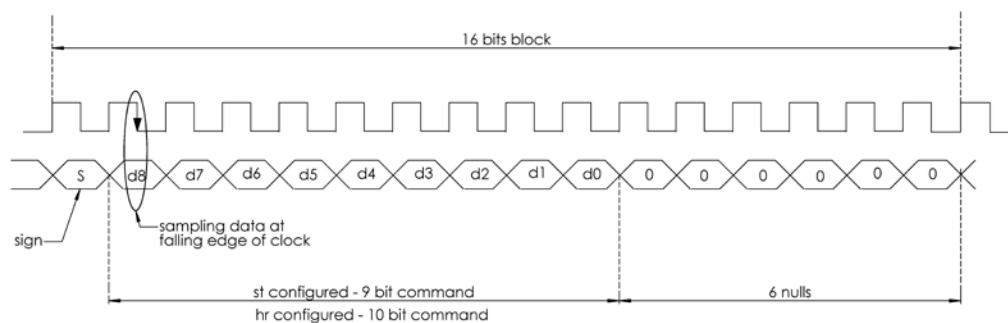 16 bits block
S d8 d7 d6 d5 d4 d3 d2 d1 d0 0 0 0 0 0 0
sign
sampling data at
falling edge of clock
st configured - 9 bit command
hr configured - 10 bit command
6 nulls